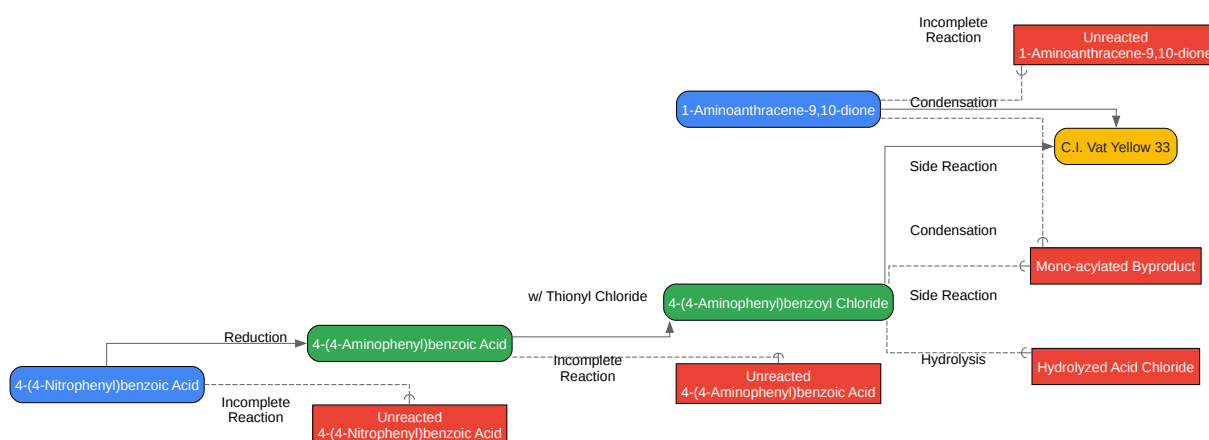 Incomplete
Reaction
Unreacted
1-Aminoanthracene-9,10-dione
1-Aminoanthracene-9,10-dione
Condensation
C.I. Vat Yellow 33
Side Reaction
Condensation
Mono-acylated Byproduct
w/ Thionyl Chloride
4-(4-Aminophenyl)benzoyl Chloride
Side Reaction
Reduction
4-(4-Aminophenyl)benzoic Acid
Incomplete
Reaction
Hydrolysis
Hydrolyzed Acid Chloride
4-(4-Nitrophenyl)benzoic Acid
Unreacted
4-(4-Aminophenyl)benzoic Acid
Incomplete
Reaction
Unreacted
4-(4-Nitrophenyl)benzoic Acid